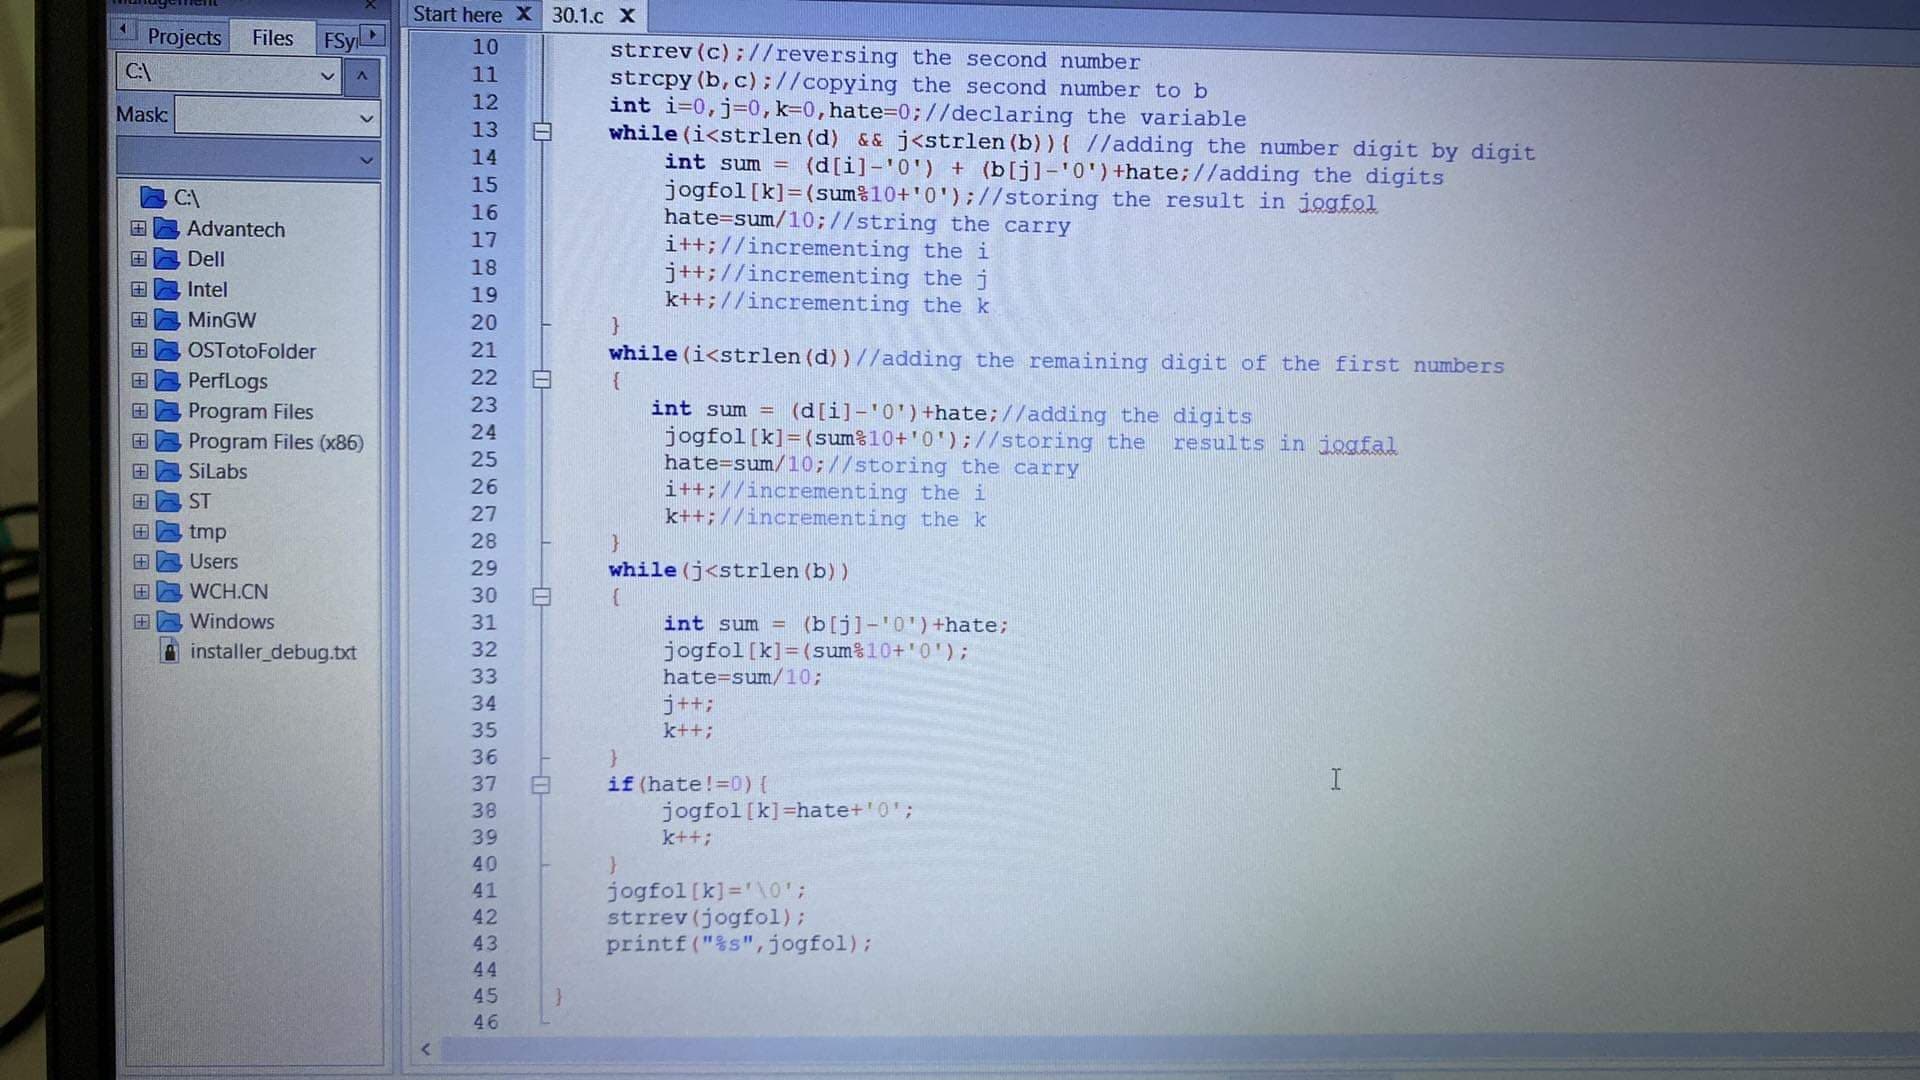 Start here X 30.1.c X
Projects Files FSy
C:\
Mask:
C:\
Advantech
Dell
Intel
MinGW
OSTotoFolder
PerfLogs
Program Files
Program Files (x86)
SiLabs
ST
tmp
Users
WCH.CN
Windows
installer_debug.txt
10 strrev(c);//reversing the second number
11 strcpy(b,c);//copying the second number to b
12 int i=0,j=0,k=0,hate=0;//declaring the variable
13 while(i<strlen(d) && j<strlen(b)){ //adding the number digit by digit
14 int sum = (d[i]-'0') + (b[j]-'0')+hate;//adding the digits
15 jogfol[k]=(sum%10+'0');//storing the result in jogfol
16 hate=sum/10;//string the carry
17 i++;//incrementing the i
18 j++;//incrementing the j
19 k++;//incrementing the k
20 }
21 while(i<strlen(d))//adding the remaining digit of the first numbers
22 {
23 int sum = (d[i]-'0')+hate;//adding the digits
24 jogfol[k]=(sum%10+'0');//storing the  results in jogfal
25 hate=sum/10;//storing the carry
26 i++;//incrementing the i
27 k++;//incrementing the k
28 }
29 while(j<strlen(b))
30 {
31 int sum = (b[j]-'0')+hate;
32 jogfol[k]=(sum%10+'0');
33 hate=sum/10;
34 j++;
35 k++;
36 }
37 if(hate!=0){
38 jogfol[k]=hate+'0';
39 k++;
40 }
41 jogfol[k]='\0';
42 strrev(jogfol);
43 printf("%s",jogfol);
44
45 }
46